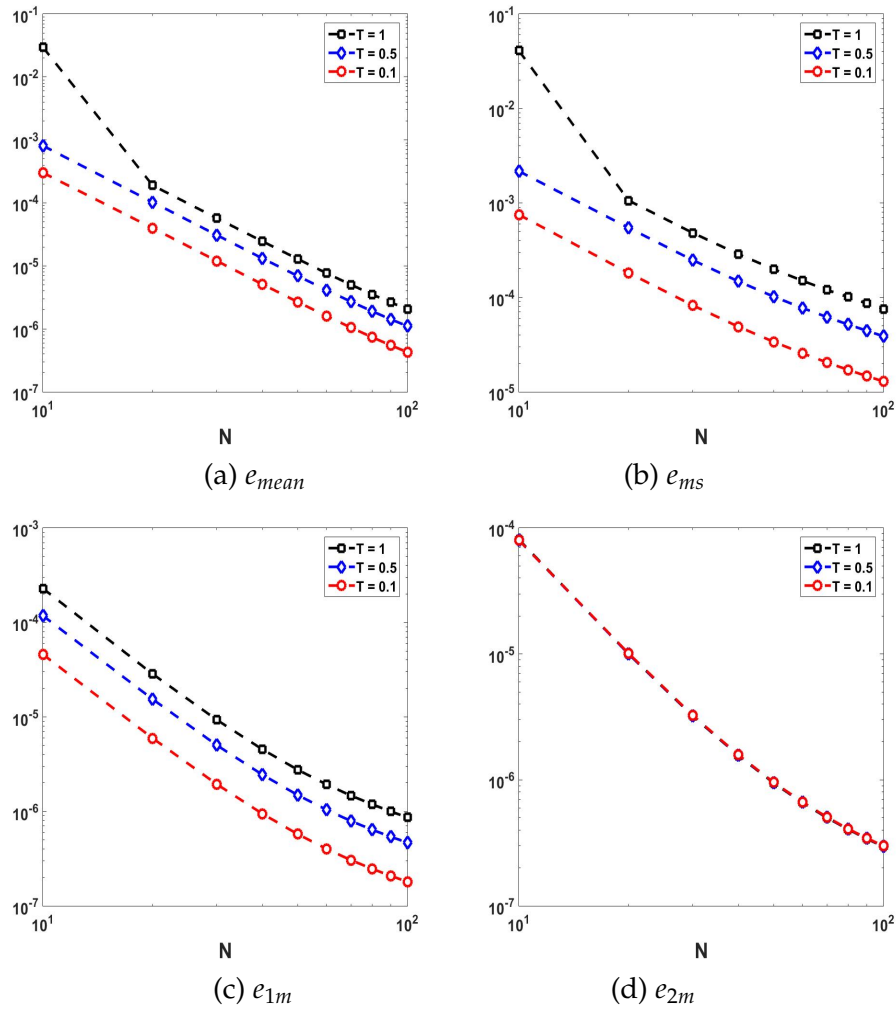 10^-1
10^-2
10^-3
10^-4
10^-5
10^-6
10^-7
10^1
10^2
N
T = 1
T = 0.5
T = 0.1
(a) e_mean
10^-1
10^-2
10^-3
10^-4
10^-5
10^1
10^2
N
T = 1
T = 0.5
T = 0.1
(b) e_ms
10^-3
10^-4
10^-5
10^-6
10^-7
10^1
10^2
N
T = 1
T = 0.5
T = 0.1
(c) e_1m
10^-4
10^-5
10^-6
10^-7
10^1
10^2
N
T = 1
T = 0.5
T = 0.1
(d) e_2m